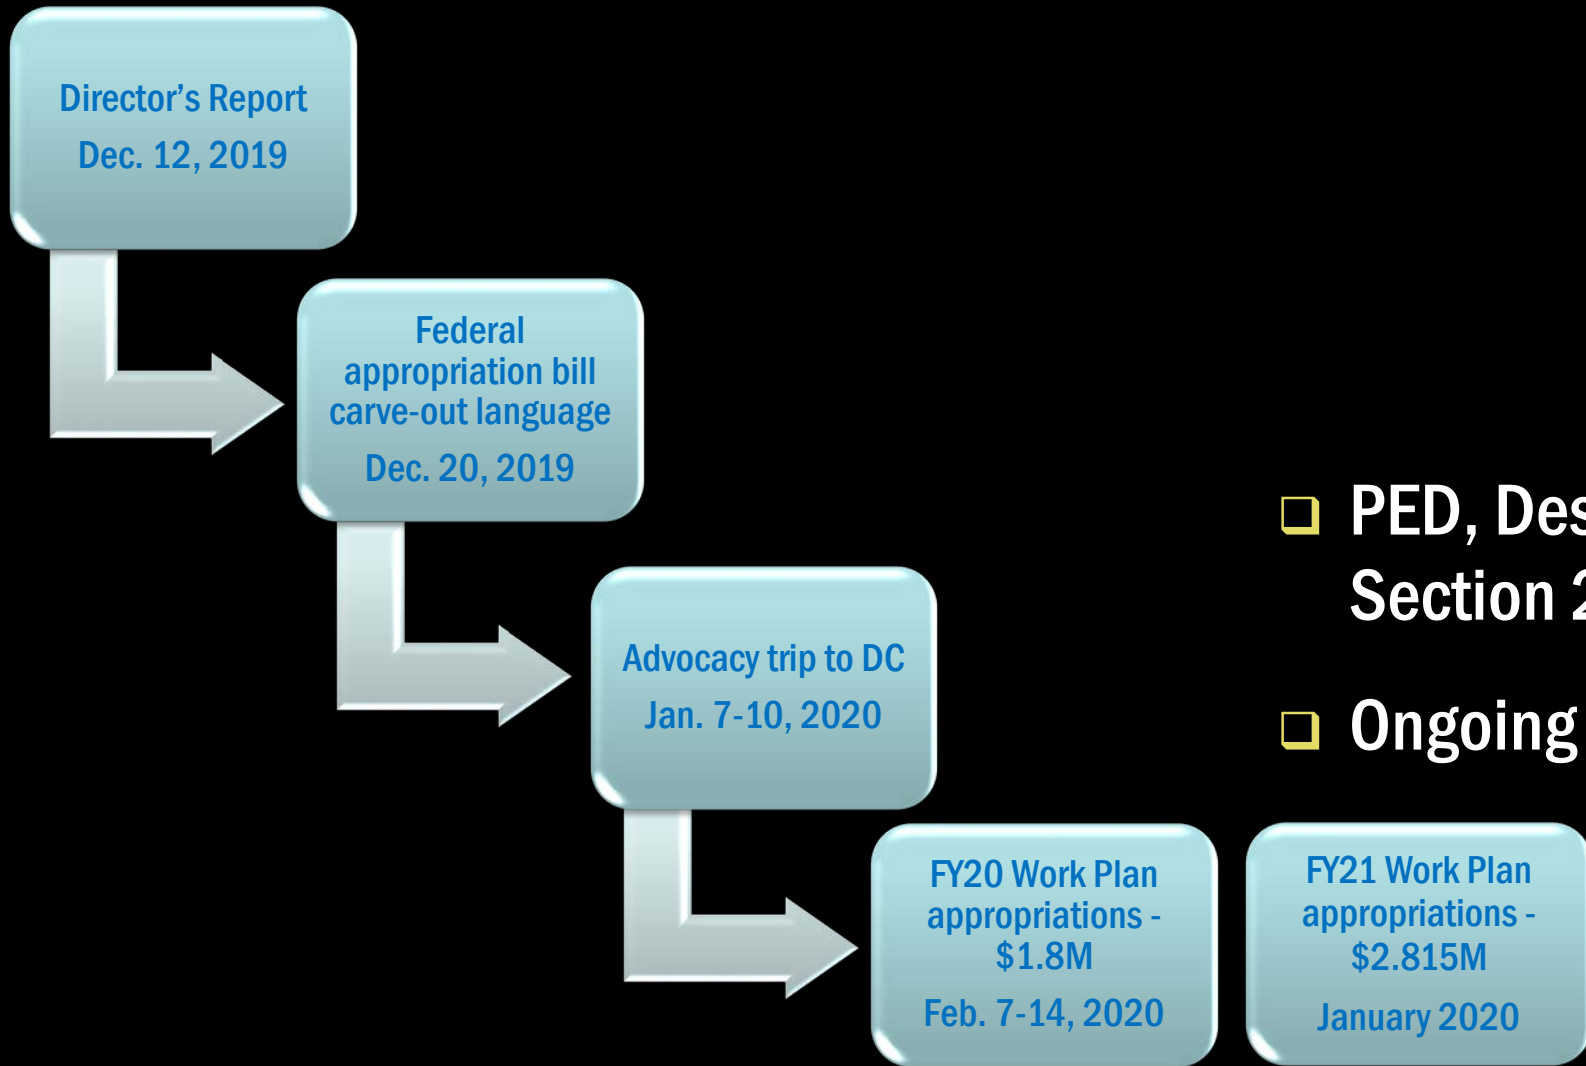 Director's Report
Dec. 12, 2019
Federal
appropriation bill
carve-out language
Dec. 20, 2019
Advocacy trip to DC
Jan. 7-10, 2020
FY20 Work Plan
appropriations -
$1.8M
Feb. 7-14, 2020
FY21 Work Plan
appropriations -
$2.815M
January 2020
PED,
Section
Ongoing